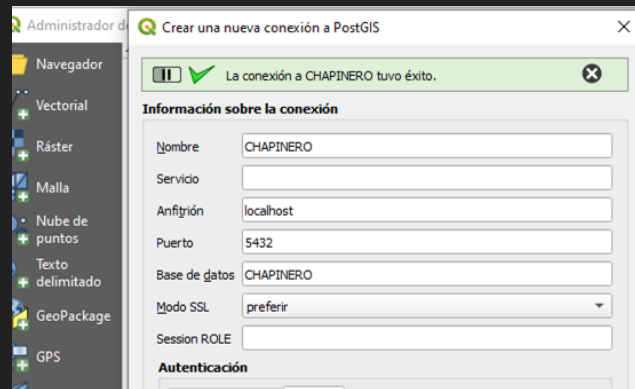 Administrador d
Crear una nueva conexión a PostGIS
Navegador
Vectorial
Ráster
Malla
Nube de
puntos
Texto
delimitado
GeoPackage
GPS
La conexión a CHAPINERO tuvo éxito.
Información sobre la conexión
Nombre CHAPINERO
Servicio
Anfitrión localhost
Puerto 5432
Base de datos CHAPINERO
Modo SSL preferir
Session ROLE
Autenticación